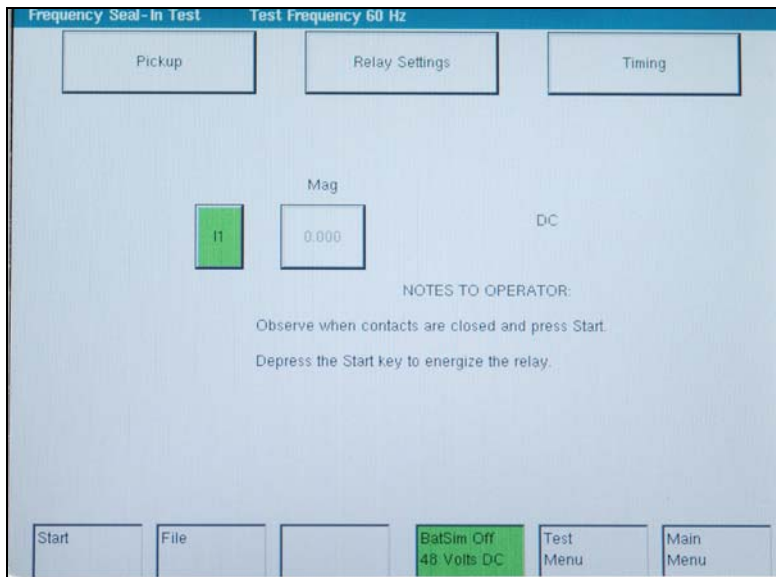 Frequency Seal-In Test Test Frequency 60 Hz
Pickup Relay Settings Timing
Mag
I1 0.000 DC
NOTES TO OPERATOR:
Observe when contacts are closed and press Start.
Depress the Start key to energize the relay.
Start File BatSim Off Test Main
48 Volts DC Menu Menu